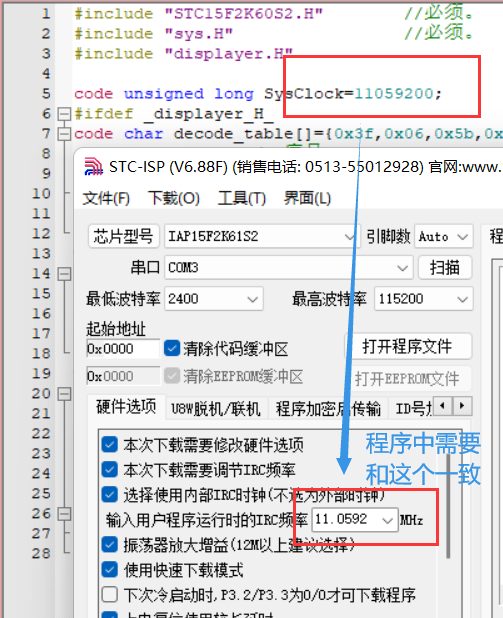 1 #include "STC15F2K60S2.H" //必须。
2 #include "sys.H" //必须。
3 #include "displayer.H"
4
5 code unsigned long SysClock=11059200;
6 #ifdef _displayer_H_
7 code char decode_table[]={0x3f,0x06,0x5b,0x
8
9
10
11
12
13
14
15
16
17
18
19
20
21
22
23
24
25
26
27
28
STC-ISP (V6.88F) (销售电话: 0513-55012928) 官网:www.
文件(F) 下载(O) 工具(T) 界面(L)
芯片型号 IAP15F2K61S2 引脚数 Auto 程
串口 COM3 扫描
最低波特率 2400 最高波特率 115200
起始地址
0x0000 清除代码缓冲区 打开程序文件
0x0000 清除EEPROM缓冲区 打开EEPROM文件
硬件选项 U8W脱机/联机 程序加密后传输 ID号
本次下载需要修改硬件选项
本次下载需要调节IRC频率
选择使用内部IRC时钟(不选为外部时钟)
输入用户程序运行时的IRC频率 11.0592 MHz
振荡器放大增益(12M以上建议选择)
使用快速下载模式
下次冷启动时,P3.2/P3.3为0/0才可下载程序
上电复位使用较长延时
程序中需要
和这个一致